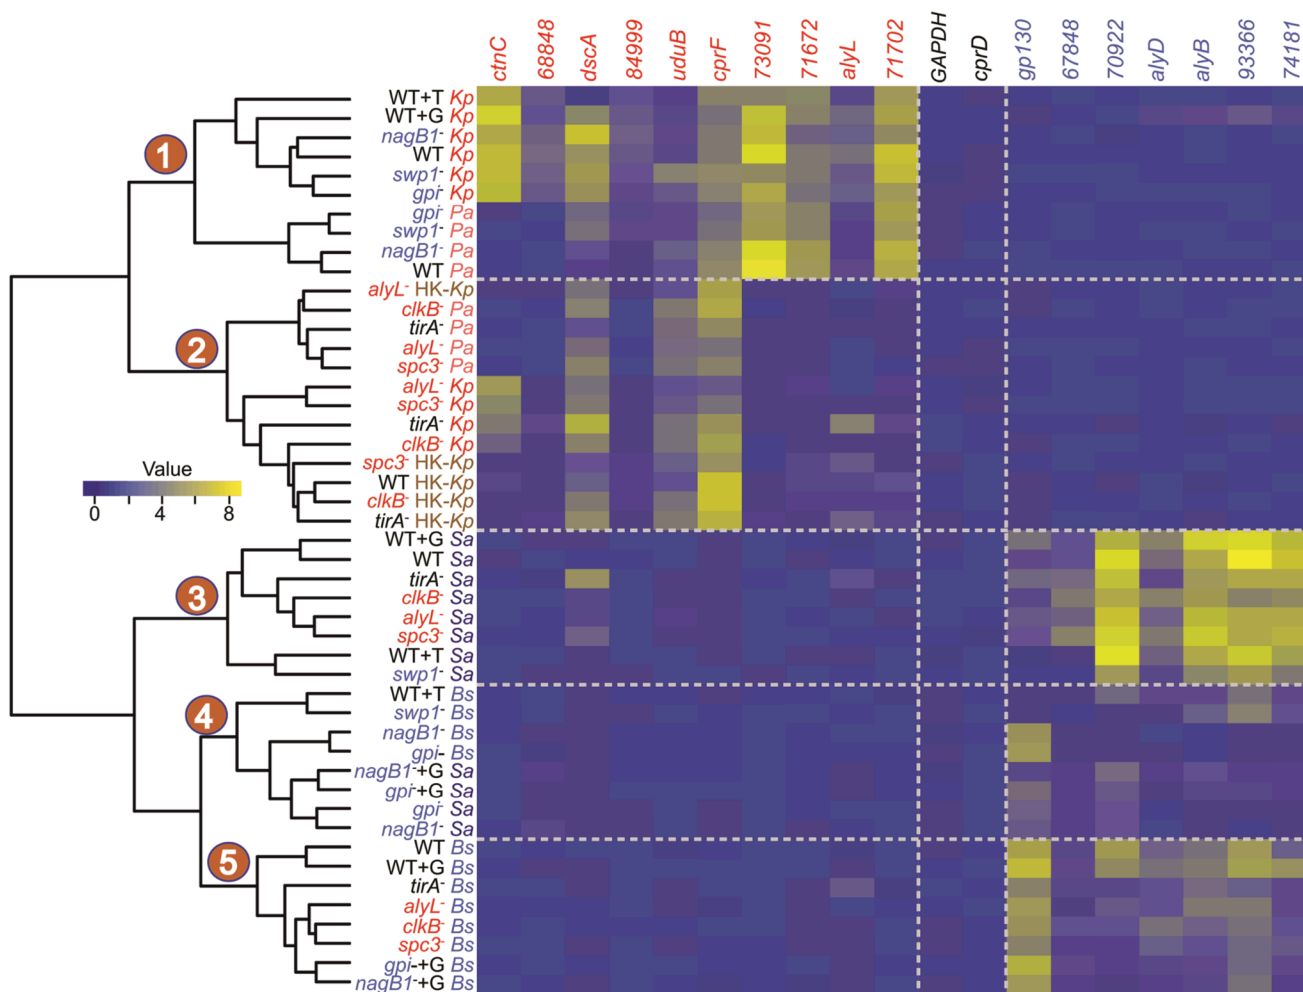 ctnC 68848 dscA 84999 uduB cprF 73091 71672 alyL 71702 GAPDH cprD gp130 67848 70922 alyD alyB 93366 74181
WT+T Kp
WT+G Kp
nagB1- Kp
1
WT Kp
swp1- Kp
gpi- Kp
gpi- Pa
swp1- Pa
nagB1- Pa
WT Pa
alyL- HK-Kp
clkB- Pa
tirA- Pa
2
alyL- Pa
spc3- Pa
alyL- Kp
spc3- Kp
tirA- Kp
clkB- Kp
Value
0 4 8
spc3- HK-Kp
WT HK-Kp
clkB- HK-Kp
tirA- HK-Kp
WT+G Sa
WT Sa
tirA- Sa
3
clkB- Sa
alyL- Sa
spc3- Sa
WT+T Sa
swp1- Sa
WT+T Bs
4
swp1- Bs
nagB1- Bs
gpi- Bs
nagB1-+G Sa
gpi-+G Sa
gpi- Sa
nagB1- Sa
WT Bs
5
WT+G Bs
tirA- Bs
alyL- Bs
clkB- Bs
spc3- Bs
gpi-+G Bs
nagB1-+G Bs